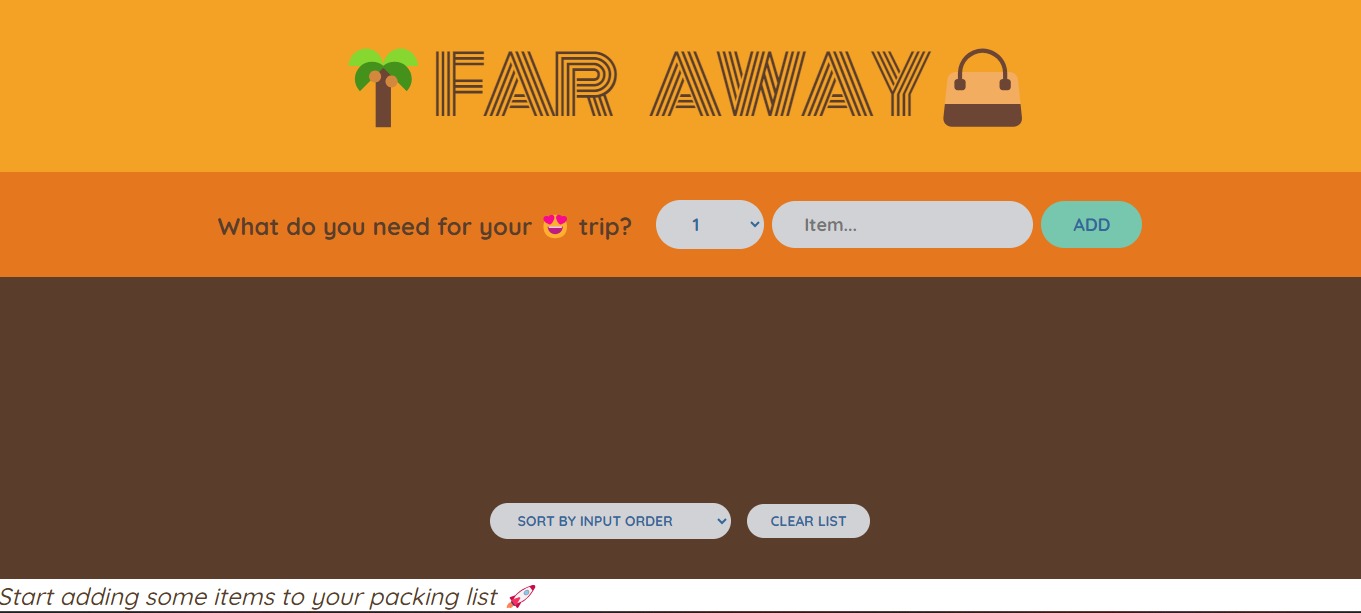 FAR AWAY
What do you need for your 😍 trip? 1 Item... ADD
SORT BY INPUT ORDER CLEAR LIST
Start adding some items to your packing list 🚀